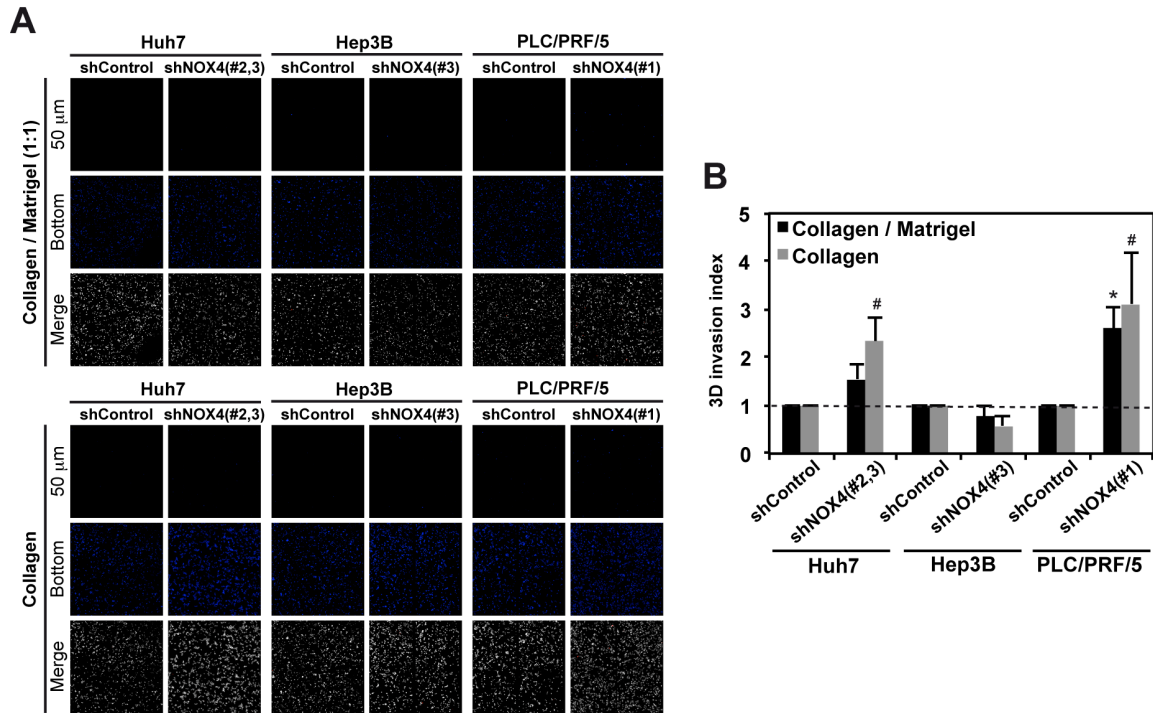 A
Huh7 Hep3B PLC/PRF/5
shControl shNOX4(#2,3) shControl shNOX4(#3) shControl shNOX4(#1)
Collagen / Matrigel (1:1)
50 μm
Bottom
Merge
Huh7 Hep3B PLC/PRF/5
shControl shNOX4(#2,3) shControl shNOX4(#3) shControl shNOX4(#1)
Collagen
50 μm
Bottom
Merge
B
3D invasion index
5
4
3
2
1
0
Collagen / Matrigel
Collagen
#
*
#
shControl
shNOX4(#2,3)
shControl
shNOX4(#3)
shControl
shNOX4(#1)
Huh7 Hep3B PLC/PRF/5